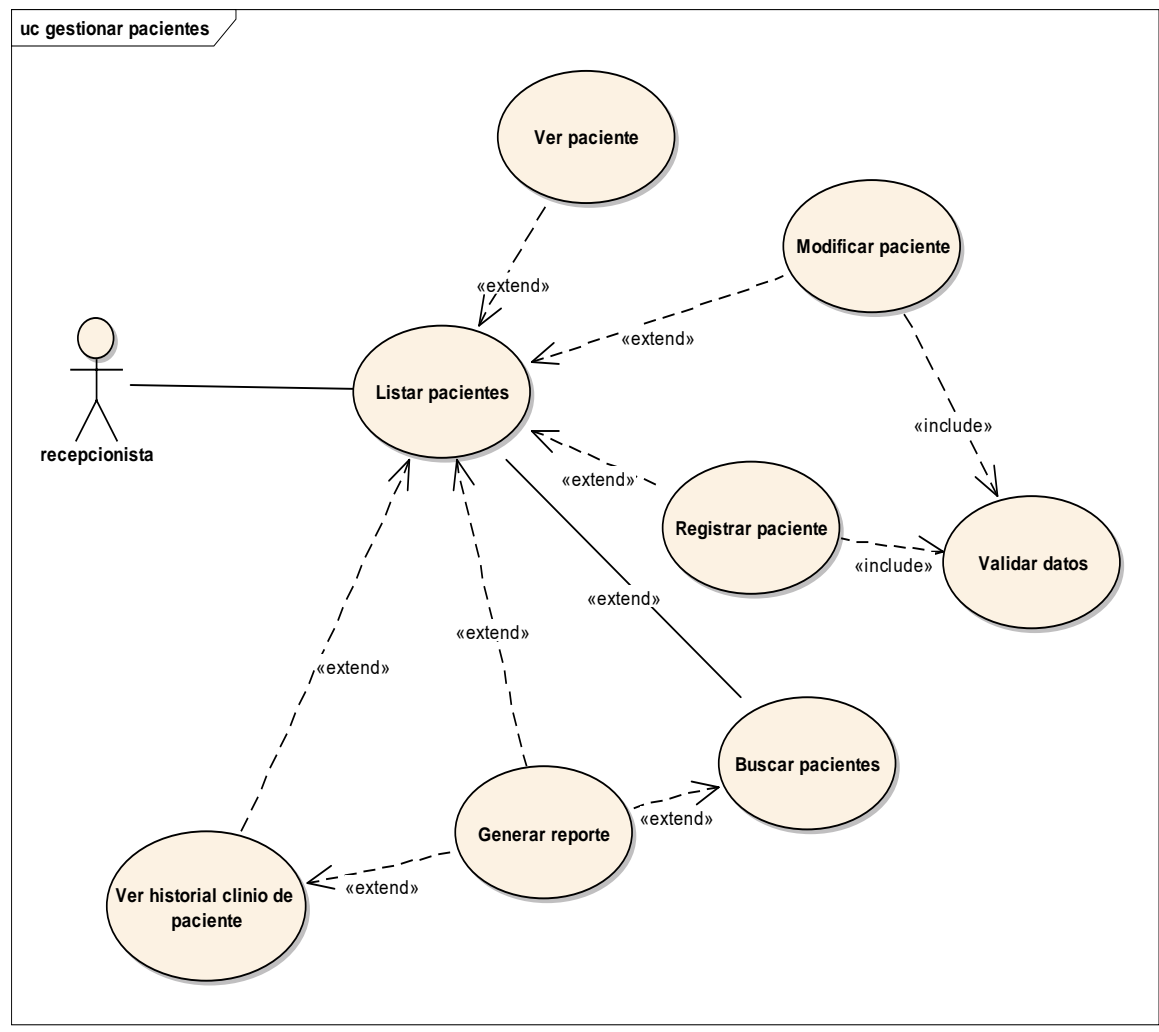 uc gestionar pacientes
Ver paciente
Modificar paciente
«extend»
«extend»
Listar pacientes
recepcionista
«include»
«extend»
Registrar paciente
Validar datos
«include»
«extend»
«extend»
«extend»
Buscar pacientes
Generar reporte
«extend»
«extend»
Ver historial clinio de
paciente